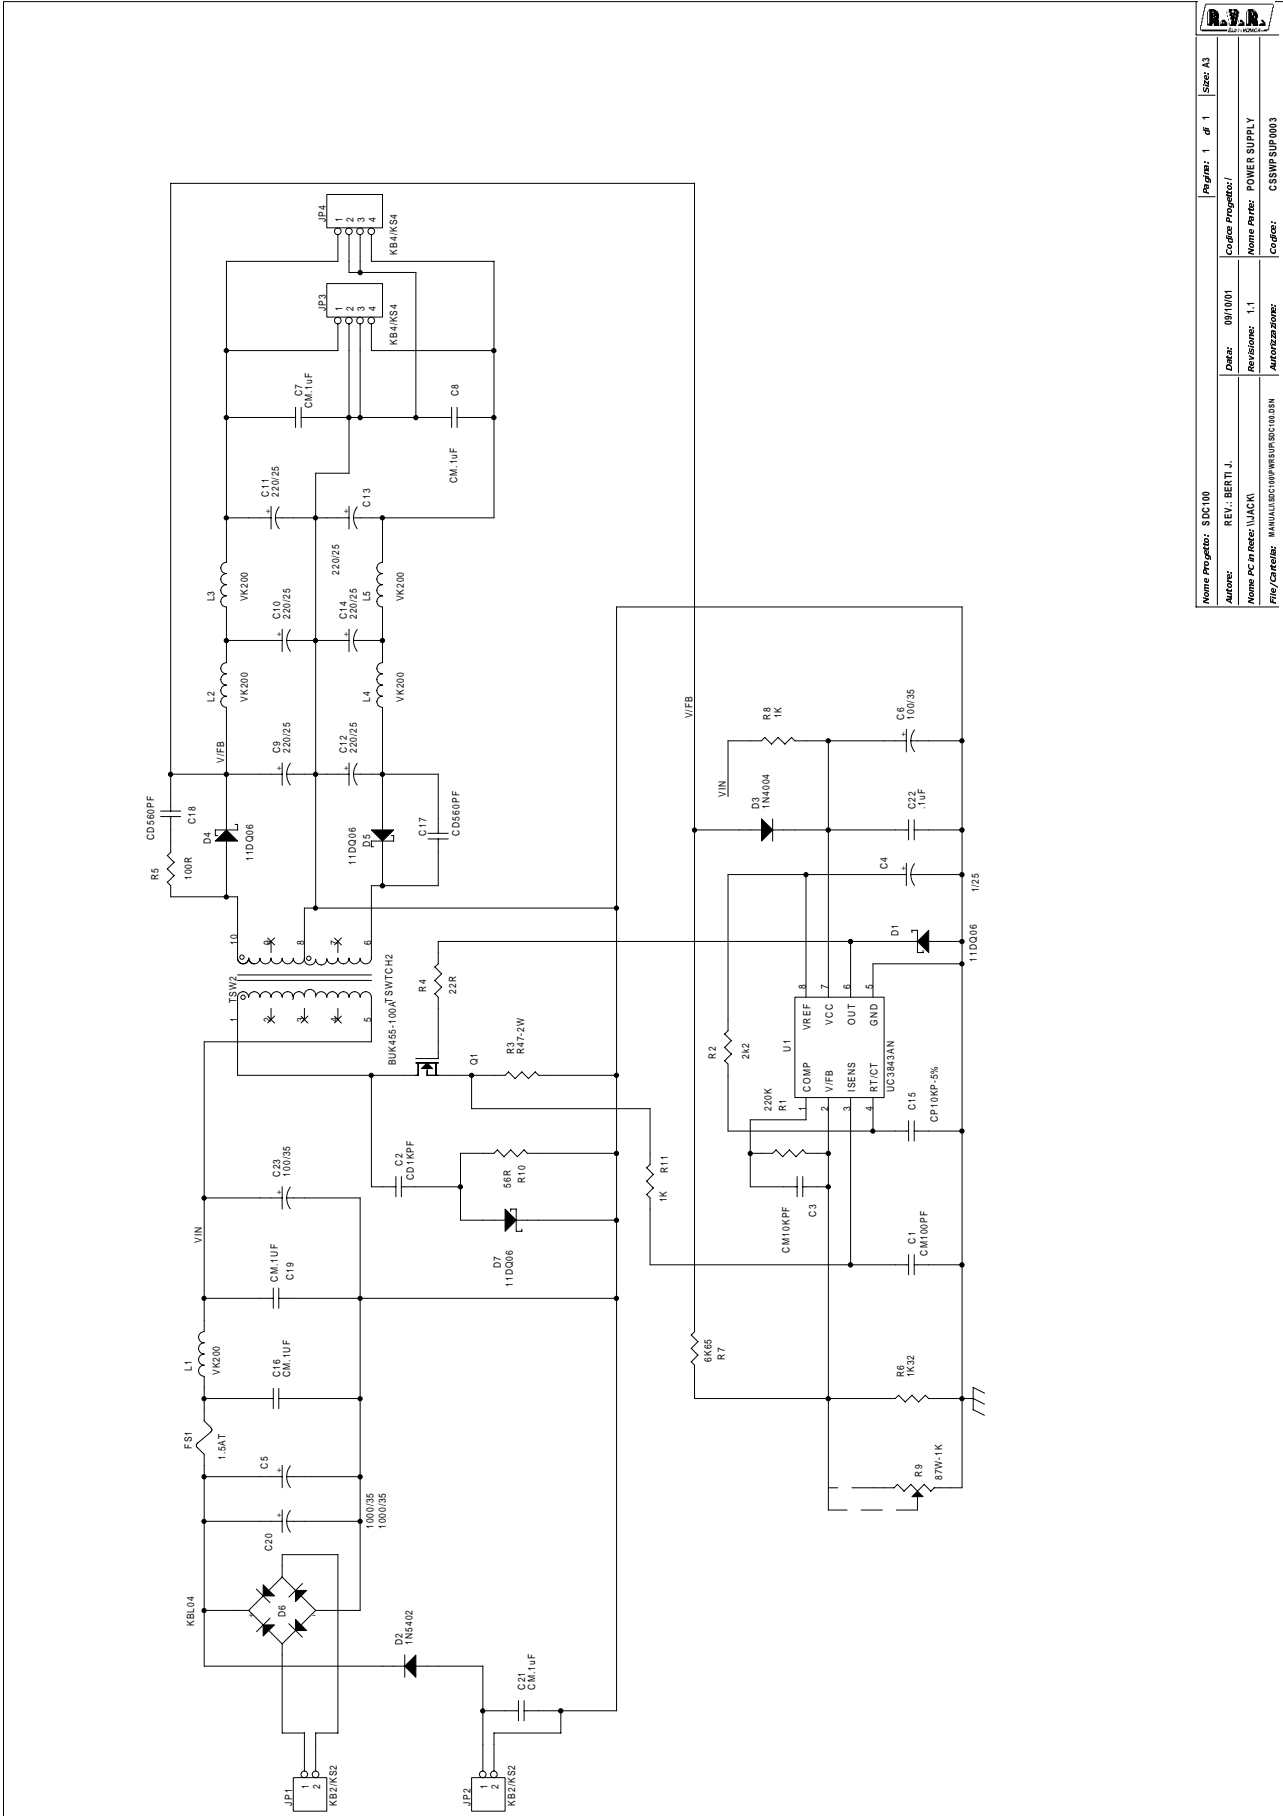 R.V.R.
ELETTRONICA
Nome Progetto: SDC100
Pagina: 1 di 1
Size: A3
Autore: REV.: BERTI J.
Data: 09/10/01
Codice Progetto: /
Nome PC in Rete: \\JACK\
Revisione: 1.1
Nome Parte: POWER SUPPLY
File/Cartella: MANUALI\SDC100\PWRSUP\SDC100.DSN
Autorizzazione:
Codice: CSSWPSUP0003
JP1
1
2
KB2/KS2
JP2
1
2
KB2/KS2
KBL04
D6
+
-
D2
1N5402
C21
CM.1uF
C20
+
C5
+
1000/35
1000/35
FS1
1.5AT
C16
CM.1UF
L1
VK200
CM.1UF
C19
VIN
C23
100/35
+
D7
11DQ06
C2
CD1KPF
56R
R10
BUK455-100A
Q1
R3
R47-2W
R4
22R
R11
1K
TSW2
TSWTCH2
1
2
3
4
5
10
9
8
7
6
R5
100R
CD560PF
C18
D4
11DQ06
11DQ06
D5
C17
CD560PF
V/FB
C9
220/25
+
C12
220/25
+
L2
VK200
L4
VK200
C10
220/25
+
C14
220/25
+
L3
VK200
L5
VK200
C11
220/25
+
C13
220/25
+
C7
CM.1uF
C8
CM.1uF
JP3
1
2
3
4
KB4/KS4
JP4
1
2
3
4
KB4/KS4
V/FB
R7
6K65
R6
1K32
R9
87W-1K
C1
CM100PF
C3
CM10KPF
220K
R1
C15
CP10KP-5%
R2
2k2
U1
UC3843AN
1
COMP
2
V/FB
3
ISENS
4
RT/CT
8
VREF
7
VCC
6
OUT
5
GND
D1
11DQ06
C4
+
1/25
D3
1N4004
C22
.1uF
VIN
R8
1K
C6
100/35
+